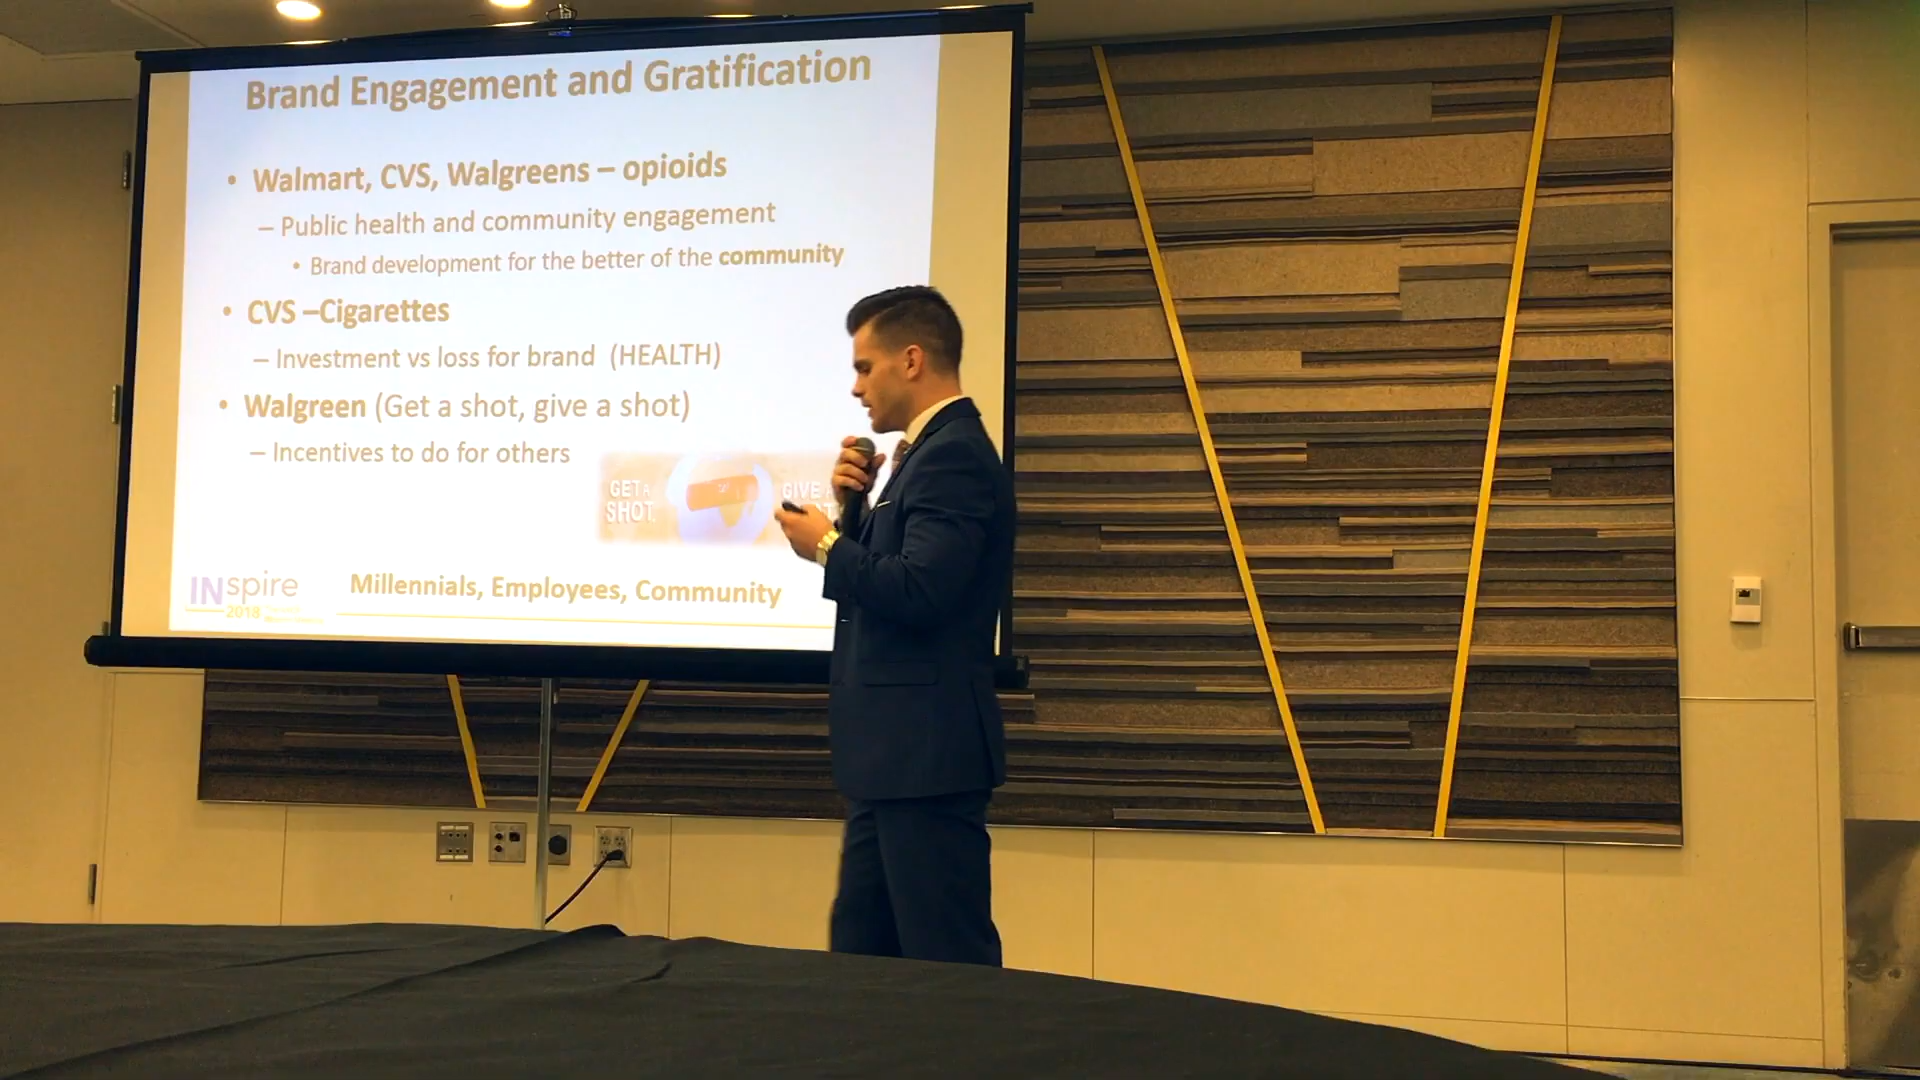 Brand Engagement and Gratification
• Walmart, CVS, Walgreens – opioids
– Public health and community engagement
• Brand development for the better of the community
• CVS –Cigarettes
– Investment vs loss for brand (HEALTH)
• Walgreen (Get a shot, give a shot)
– Incentives to do for others
GET A
SHOT.
GIVE
INspire
2018
Millennials, Employees, Community